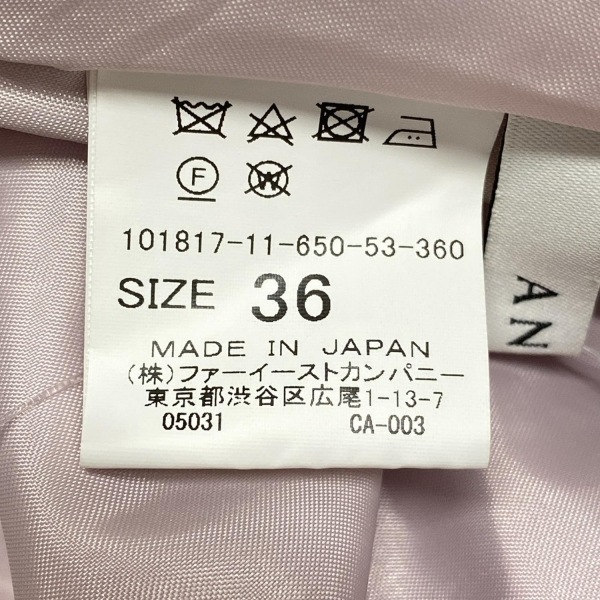 F W
101817-11-650-53-360
SIZE 36
MADE IN JAPAN
(株)ファーイーストカンパニー
東京都渋谷区広尾1-13-7
05031 CA-003
AN